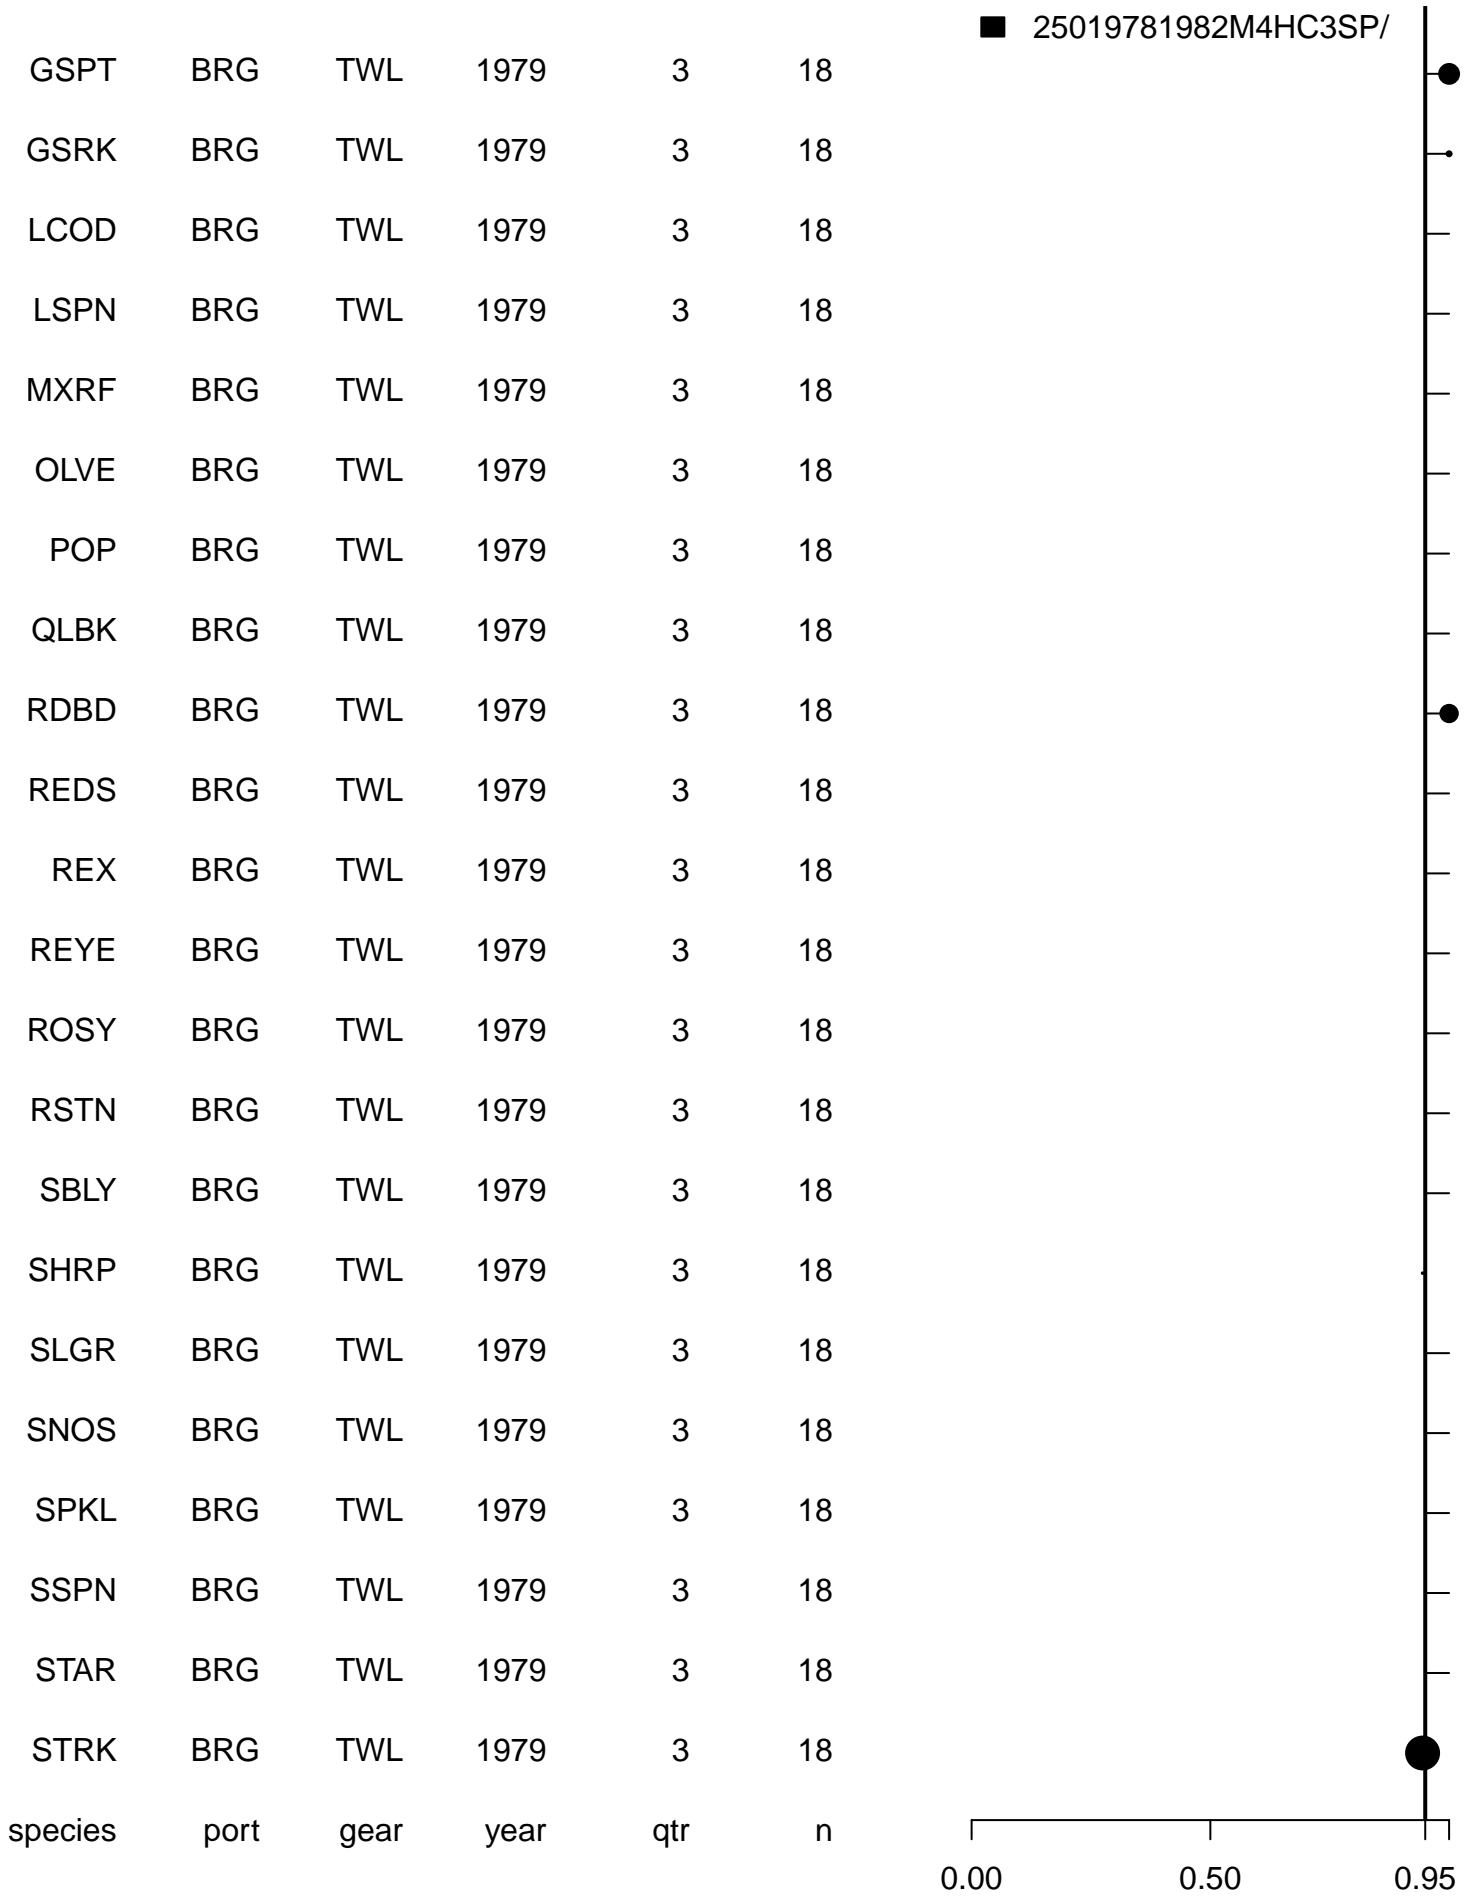 25019781982M4HC3SP/
GSPT BRG TWL 1979 3 18
GSRK BRG TWL 1979 3 18
LCOD BRG TWL 1979 3 18
LSPN BRG TWL 1979 3 18
MXRF BRG TWL 1979 3 18
OLVE BRG TWL 1979 3 18
POP BRG TWL 1979 3 18
QLBK BRG TWL 1979 3 18
RDBD BRG TWL 1979 3 18
REDS BRG TWL 1979 3 18
REX BRG TWL 1979 3 18
REYE BRG TWL 1979 3 18
ROSY BRG TWL 1979 3 18
RSTN BRG TWL 1979 3 18
SBLY BRG TWL 1979 3 18
SHRP BRG TWL 1979 3 18
SLGR BRG TWL 1979 3 18
SNOS BRG TWL 1979 3 18
SPKL BRG TWL 1979 3 18
SSPN BRG TWL 1979 3 18
STAR BRG TWL 1979 3 18
STRK BRG TWL 1979 3 18
species port gear year qtr n
0.00 0.50 0.95